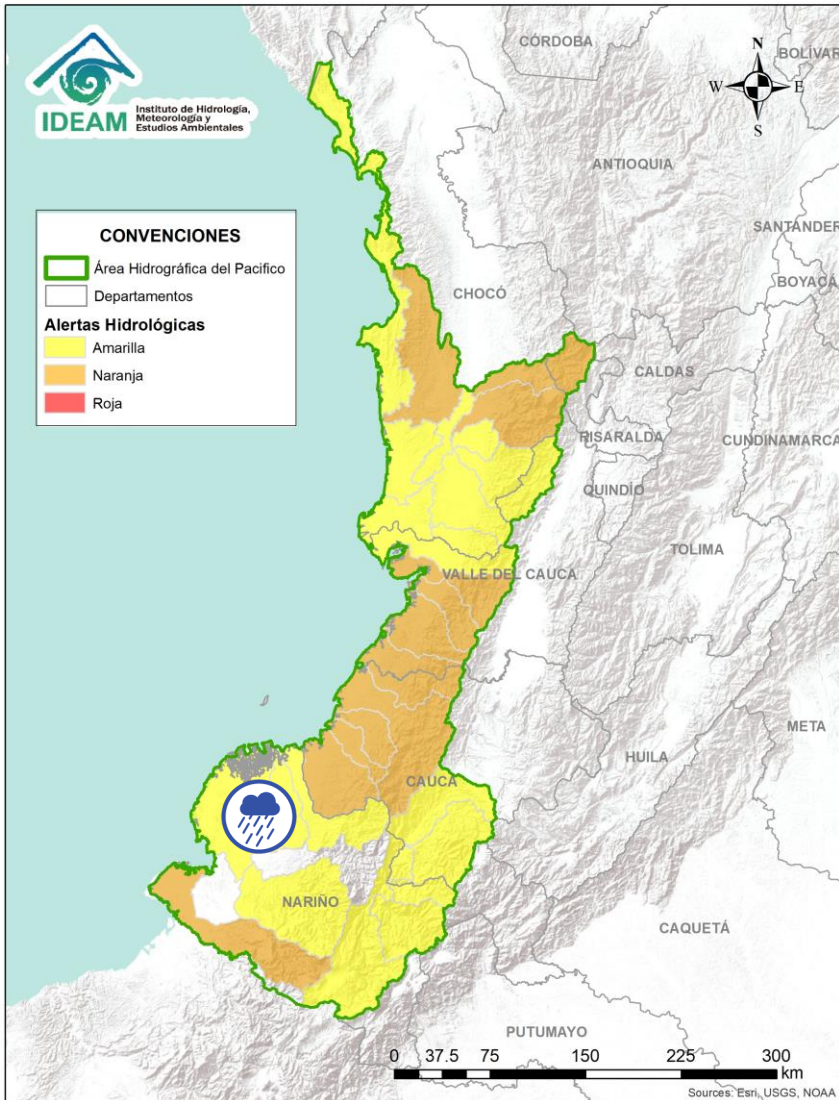 IDEAM
Instituto de Hidrología,
Meteorología y
Estudios Ambientales
N
W E
S
CONVENCIONES
Área Hidrográfica del Pacifico
Departamentos
Alertas Hidrológicas
Amarilla
Naranja
Roja
CÓRDOBA
BOLÍVAR
ANTIOQUIA
SANTANDER
BOYACÁ
CHOCÓ
CALDAS
RISARALDA
CUNDINAMARCA
QUINDÍO
TOLIMA
VALLE DEL CAUCA
META
HUILA
CAUCA
NARIÑO
CAQUETÁ
PUTUMAYO
0 37.5 75 150 225 300
km
Sources: Esri, USGS, NOAA